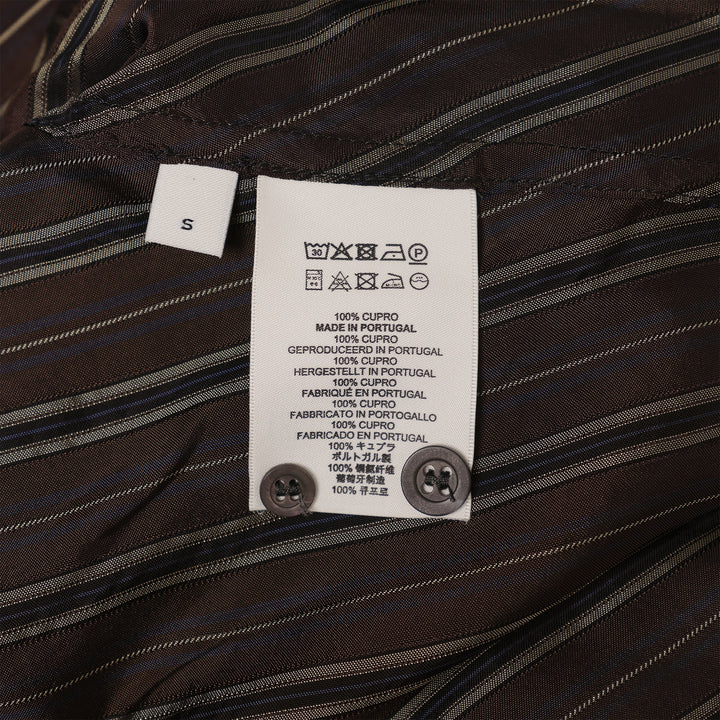 S
30
P
100% CUPRO
MADE IN PORTUGAL
100% CUPRO
GEPRODUCEERD IN PORTUGAL
100% CUPRO
HERGESTELLT IN PORTUGAL
100% CUPRO
FABRIQUÉ EN PORTUGAL
100% CUPRO
FABBRICATO IN PORTOGALLO
100% CUPRO
FABRICADO EN PORTUGAL
100% キュプラ
ポルトガル製
100% 铜氨纤维
葡萄牙制造
100% 큐프로